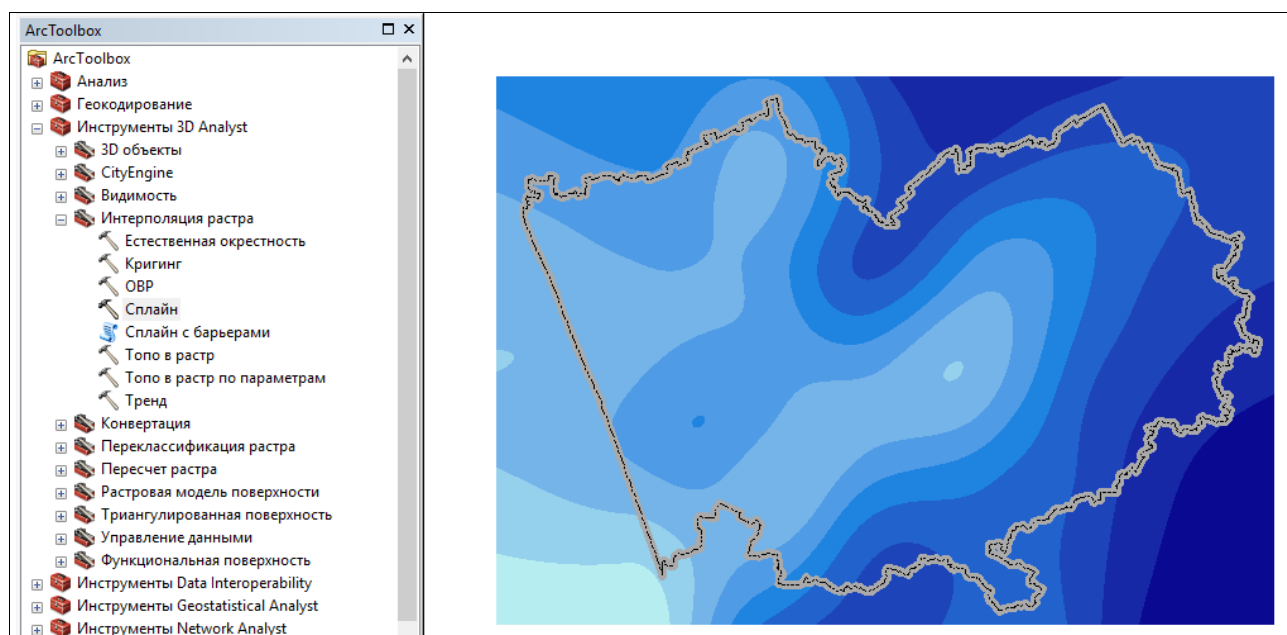 ArcToolbox
ArcToolbox
Анализ
Геокодирование
Инструменты 3D Analyst
3D объекты
CityEngine
Видимость
Интерполяция растра
Естественная окрестность
Кригинг
ОВР
Сплайн
Сплайн с барьерами
Топо в растр
Топо в растр по параметрам
Тренд
Конвертация
Переклассификация растра
Пересчет растра
Растровая модель поверхности
Триангулированная поверхность
Управление данными
Функциональная поверхность
Инструменты Data Interoperability
Инструменты Geostatistical Analyst
Инструменты Network Analyst